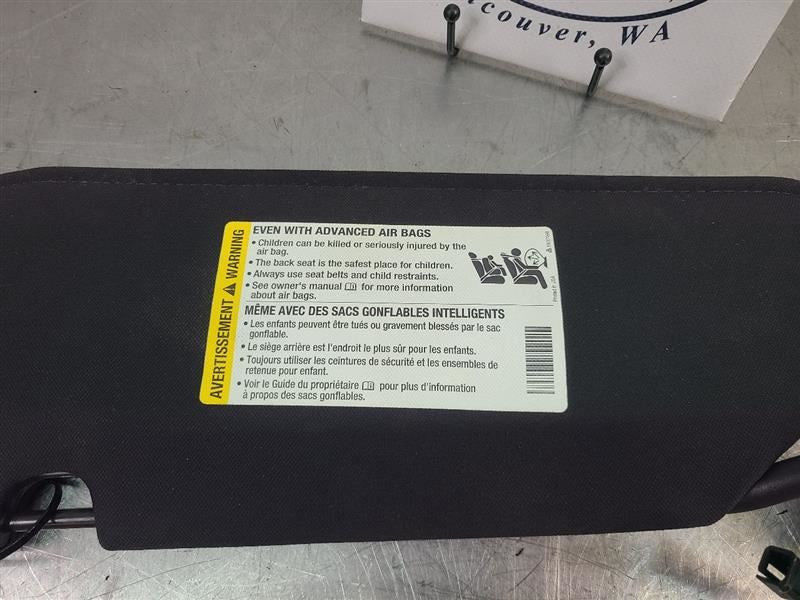 ncouver, WA
AVERTISSEMENT WARNING
EVEN WITH ADVANCED AIR BAGS
• Children can be killed or seriously injured by the
air bag.
• The back seat is the safest place for children.
• Always use seat belts and child restraints.
• See owner's manual for more information
about air bags.
MÊME AVEC DES SACS GONFLABLES INTELLIGENTS
• Les enfants peuvent être tués ou gravement blessés par le sac
gonflable.
• Le siège arrière est l'endroit le plus sûr pour les enfants.
• Toujours utiliser les ceintures de sécurité et les ensembles de
retenue pour enfant.
• Voir le Guide du propriétaire pour plus d'information
à propos des sacs gonflables.